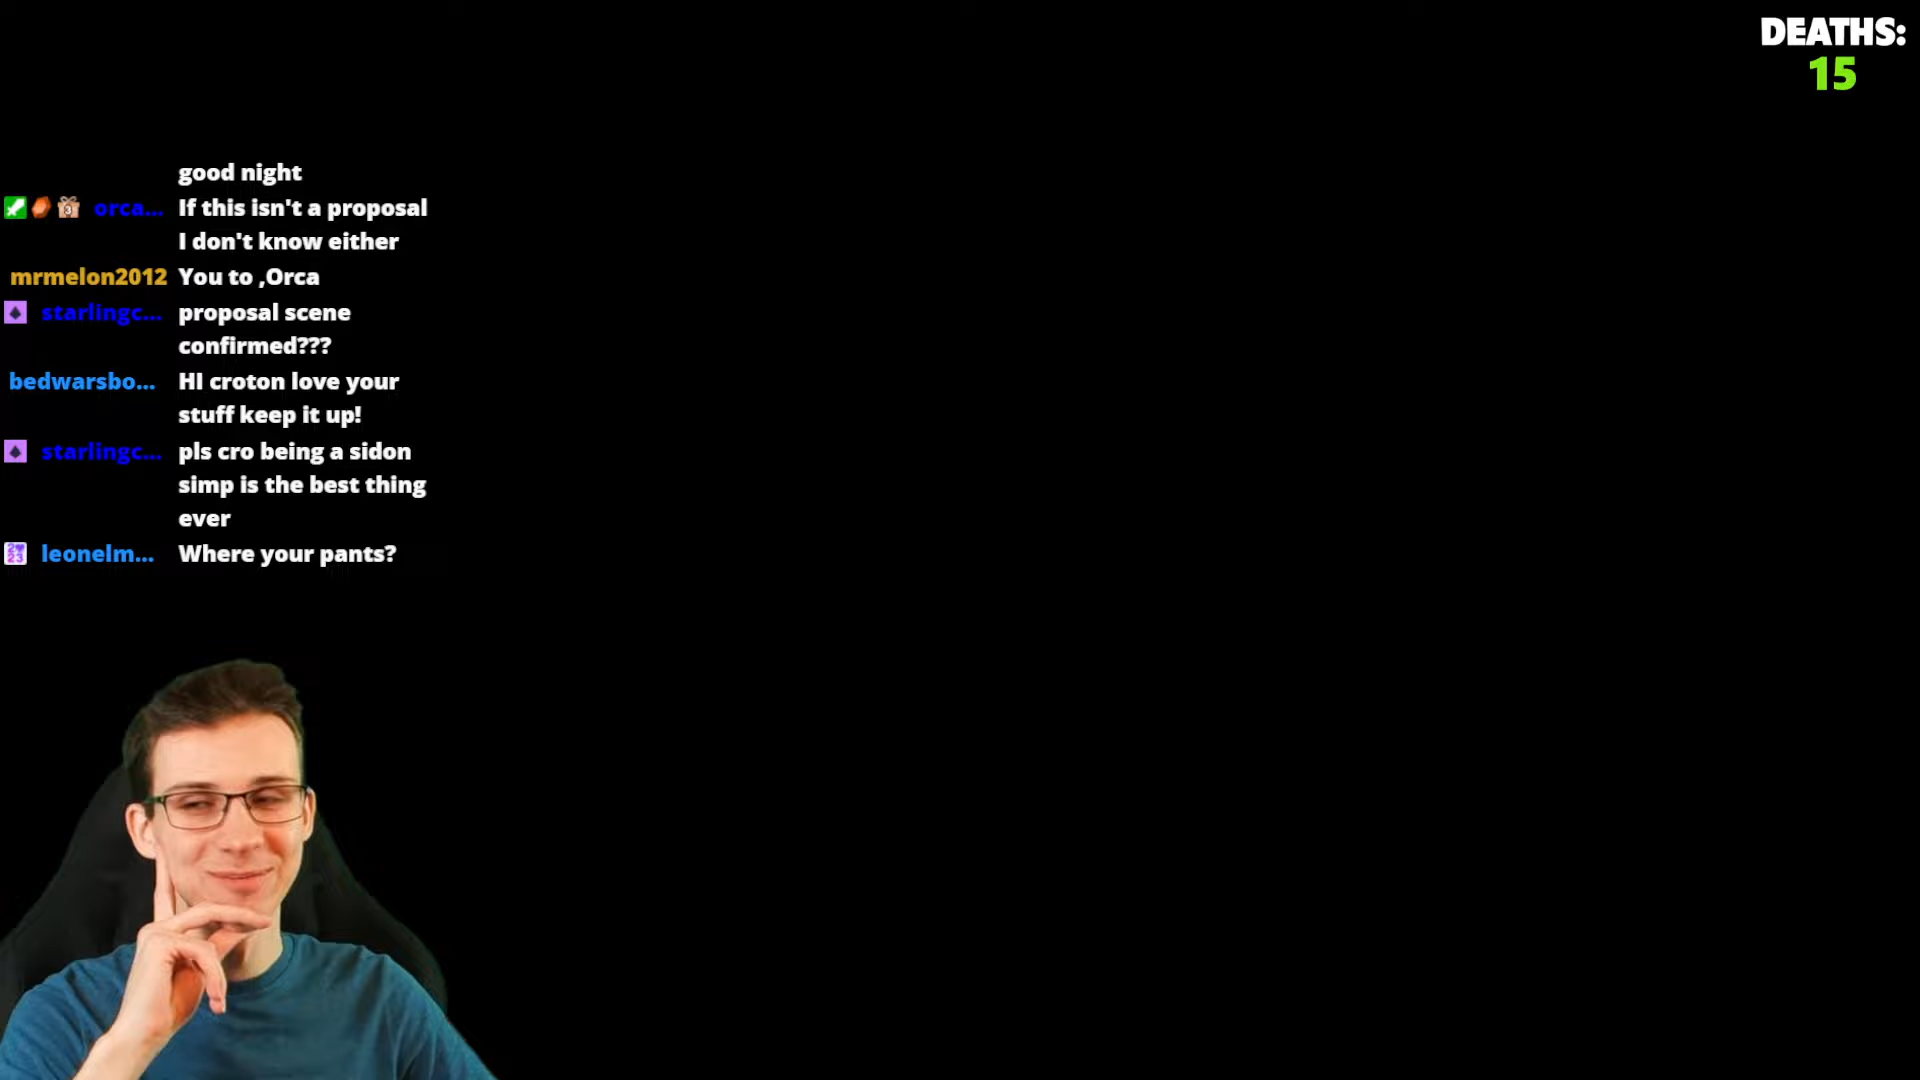 DEATHS:
15
good night
orca... If this isn't a proposal
I don't know either
mrmelon2012 You to ,Orca
starlingc... proposal scene
confirmed???
bedwarsbo... HI croton love your
stuff keep it up!
starlingc... pls cro being a sidon
simp is the best thing
ever
leonelm... Where your pants?